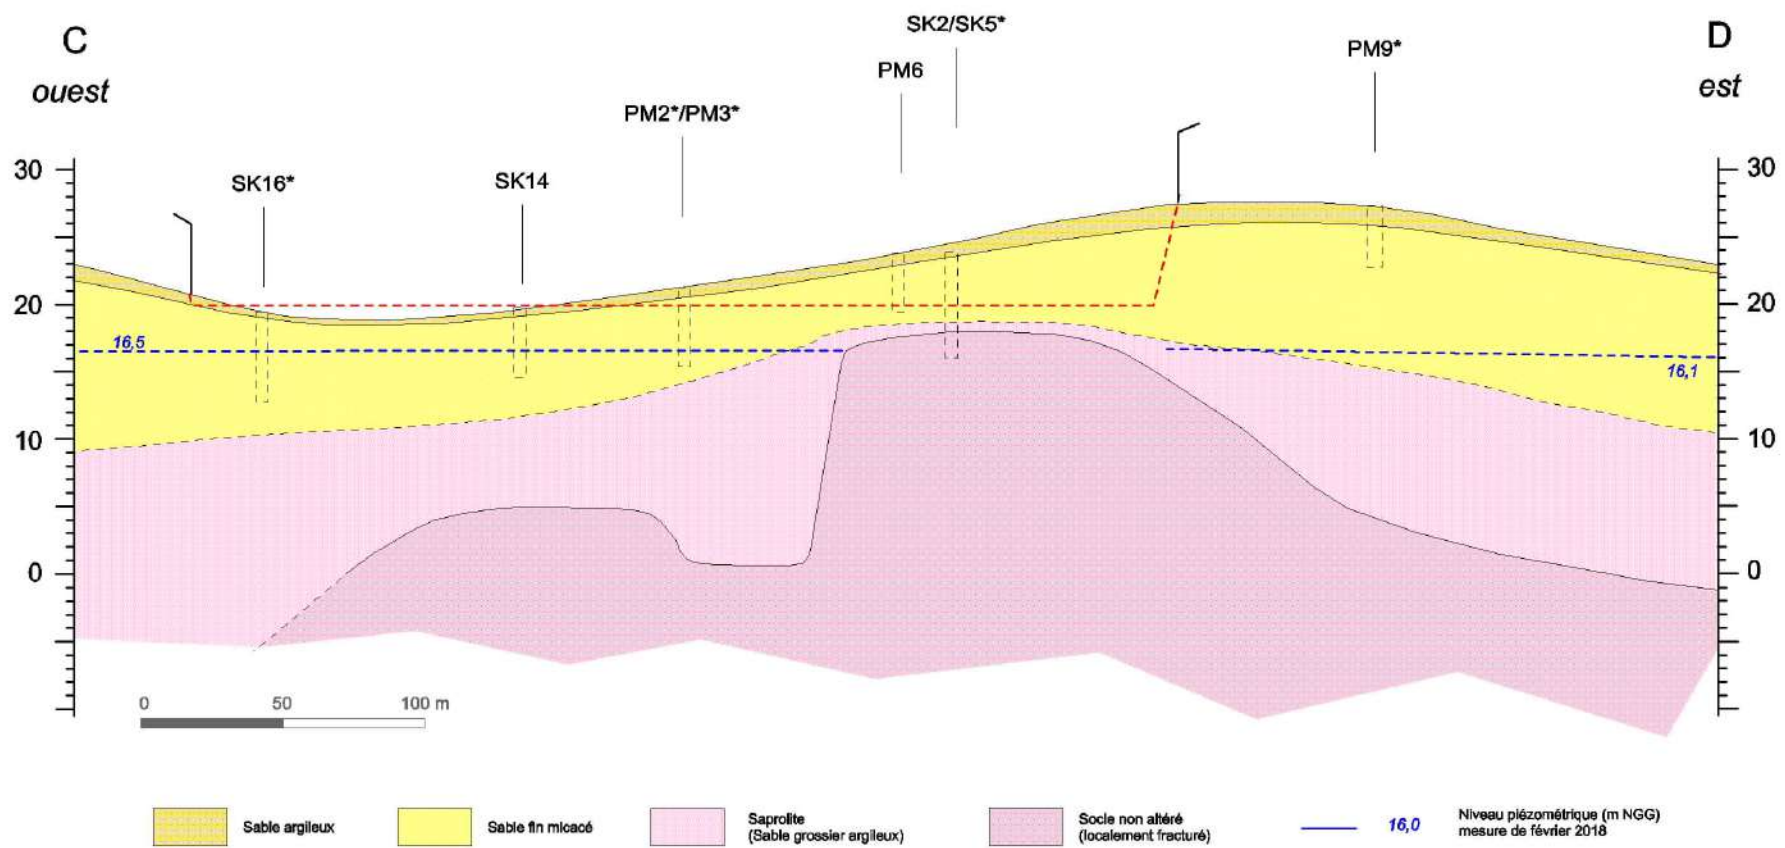 C
ouest
SK2/SK5*
D
est
PM9*
PM6
PM2*/PM3*
SK16*
SK14
30
20
10
0
30
20
10
0
16,5
16,1
0 50 100 m
Sable argileux
Sable fin micacé
Saprolite
(Sable grossier argileux)
Socle non altéré
(localement fracturé)
16,0
Niveau piézométrique (m NGG)
mesure de février 2018